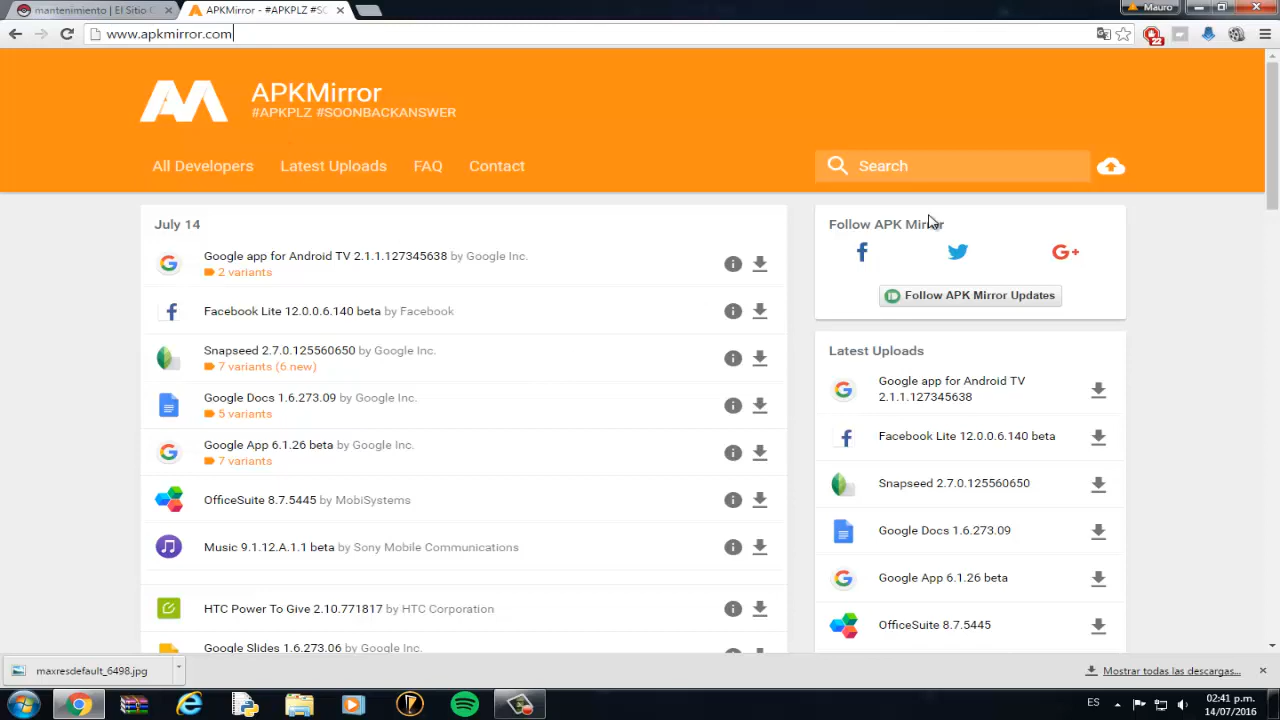 mantenimiento | El Sitio
APKMirror - #APKPLZ #SO
Mauro
www.apkmirror.com
22
APKMirror
#APKPLZ #SOONBACKANSWER
All Developers Latest Uploads FAQ Contact
Search
July 14
Google app for Android TV 2.1.1.127345638 by Google Inc.
2 variants
Facebook Lite 12.0.0.6.140 beta by Facebook
Snapseed 2.7.0.125560650 by Google Inc.
7 variants (6 new)
Google Docs 1.6.273.09 by Google Inc.
5 variants
Google App 6.1.26 beta by Google Inc.
7 variants
OfficeSuite 8.7.5445 by MobiSystems
Music 9.1.12.A.1.1 beta by Sony Mobile Communications
HTC Power To Give 2.10.771817 by HTC Corporation
Google Slides 1.6.273.06 by Google Inc.
Follow APK Mirror
Follow APK Mirror Updates
Latest Uploads
Google app for Android TV
2.1.1.127345638
Facebook Lite 12.0.0.6.140 beta
Snapseed 2.7.0.125560650
Google Docs 1.6.273.09
Google App 6.1.26 beta
OfficeSuite 8.7.5445
maxresdefault_6498.jpg
Mostrar todas las descargas...
ES
02:41 p.m.
14/07/2016